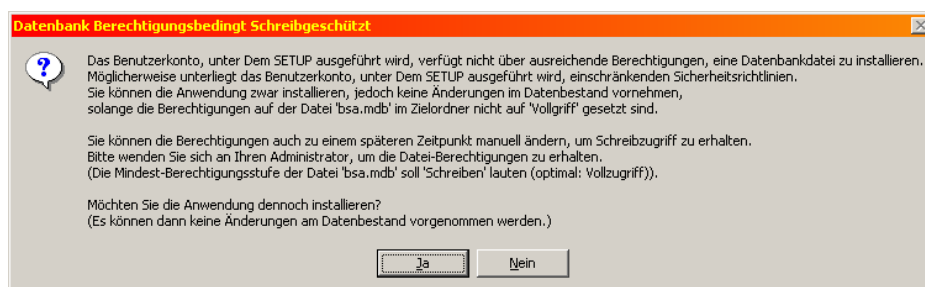 Datenbank Berechtigungsbedingt Schreibgeschützt
Das Benutzerkonto, unter Dem SETUP ausgeführt wird, verfügt nicht über ausreichende Berechtigungen, eine Datenbankdatei zu installieren.
Möglicherweise unterliegt das Benutzerkonto, unter Dem SETUP ausgeführt wird, einschränkenden Sicherheitsrichtlinien.
Sie können die Anwendung zwar installieren, jedoch keine Änderungen im Datenbestand vornehmen,
solange die Berechtigungen auf der Datei 'bsa.mdb' im Zielordner nicht auf 'Vollgriff' gesetzt sind.
Sie können die Berechtigungen auch zu einem späteren Zeitpunkt manuell ändern, um Schreibzugriff zu erhalten.
Bitte wenden Sie sich an Ihren Administrator, um die Datei-Berechtigungen zu erhalten.
(Die Mindest-Berechtigungsstufe der Datei 'bsa.mdb' soll 'Schreiben' lauten (optimal: Vollzugriff)).
Möchten Sie die Anwendung dennoch installieren?
(Es können dann keine Änderungen am Datenbestand vorgenommen werden.)
Ja Nein